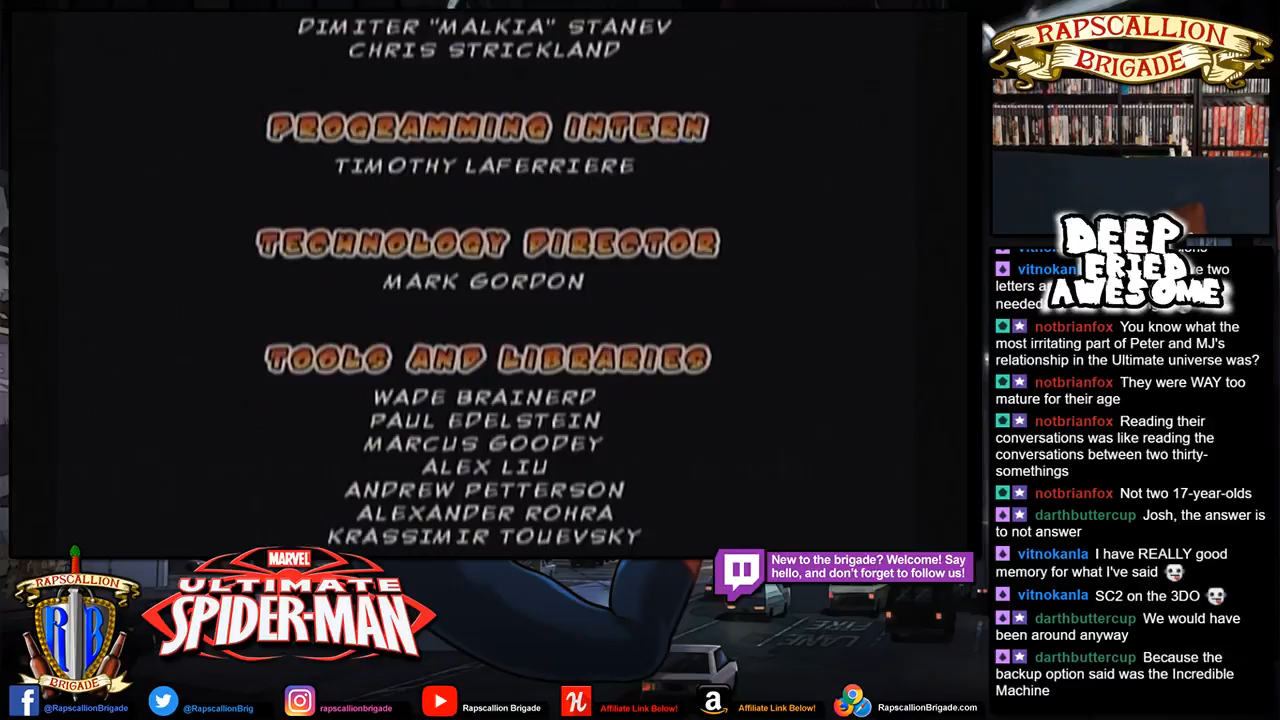 DIMITER "MALKIA" STANEV
CHRIS STRICKLAND
PROGRAMMING INTERN
TIMOTHY LAFERRIERE
TECHNOLOGY DIRECTOR
MARK GORDON
TOOLS AND LIBRARIES
WADE BRAINERD
PAUL EDELSTEIN
MARCUS GOODEY
ALEX LIU
ANDREW PETTERSON
ALEXANDER ROHRA
KRASSIMIR TOUEVSKY
RAPSCALLION
BRIGADE
DEEP
FRIED
AWESOME
vitnokan
two
letters
needed
notbrianfox You know what the
most irritating part of Peter and MJ's
relationship in the Ultimate universe was?
notbrianfox They were WAY too
mature for their age
notbrianfox Reading their
conversations was like reading the
conversations between two thirty-
somethings
notbrianfox Not two 17-year-olds
darthbuttercup Josh, the answer is
to not answer
vitnokanla I have REALLY good
memory for what I've said
vitnokanla SC2 on the 3DO
darthbuttercup We would have
been around anyway
darthbuttercup Because the
backup option said was the Incredible
Machine
RAPSCALLION
RB
BRIGADE
MARVEL
ULTIMATE
SPIDER-MAN
New to the brigade? Welcome! Say
hello, and don't forget to follow us!
FIRE
LANE
@RapscallionBrigade
@RapscallionBrig
rapscallionbrigade
Rapscallion Brigade
Affiliate Link Below!
Affiliate Link Below!
RapscallionBrigade.com